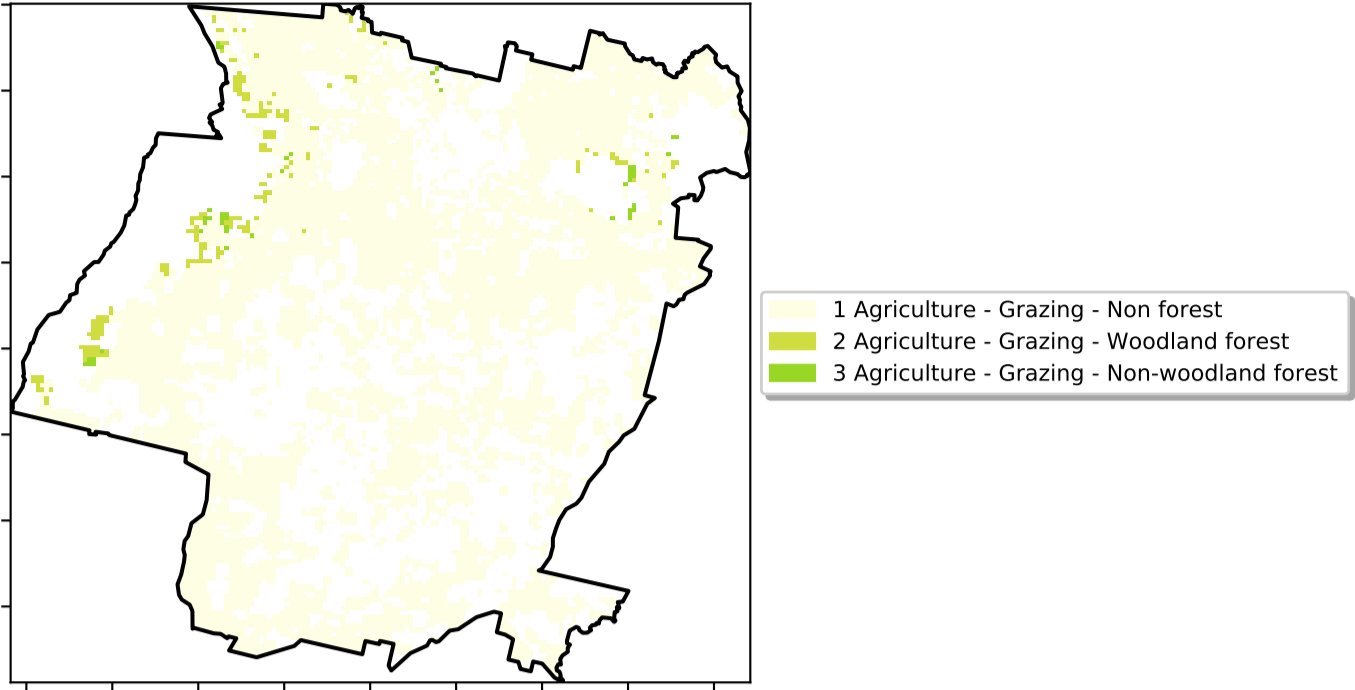 1 Agriculture - Grazing - Non forest
2 Agriculture - Grazing - Woodland forest
3 Agriculture - Grazing - Non-woodland forest